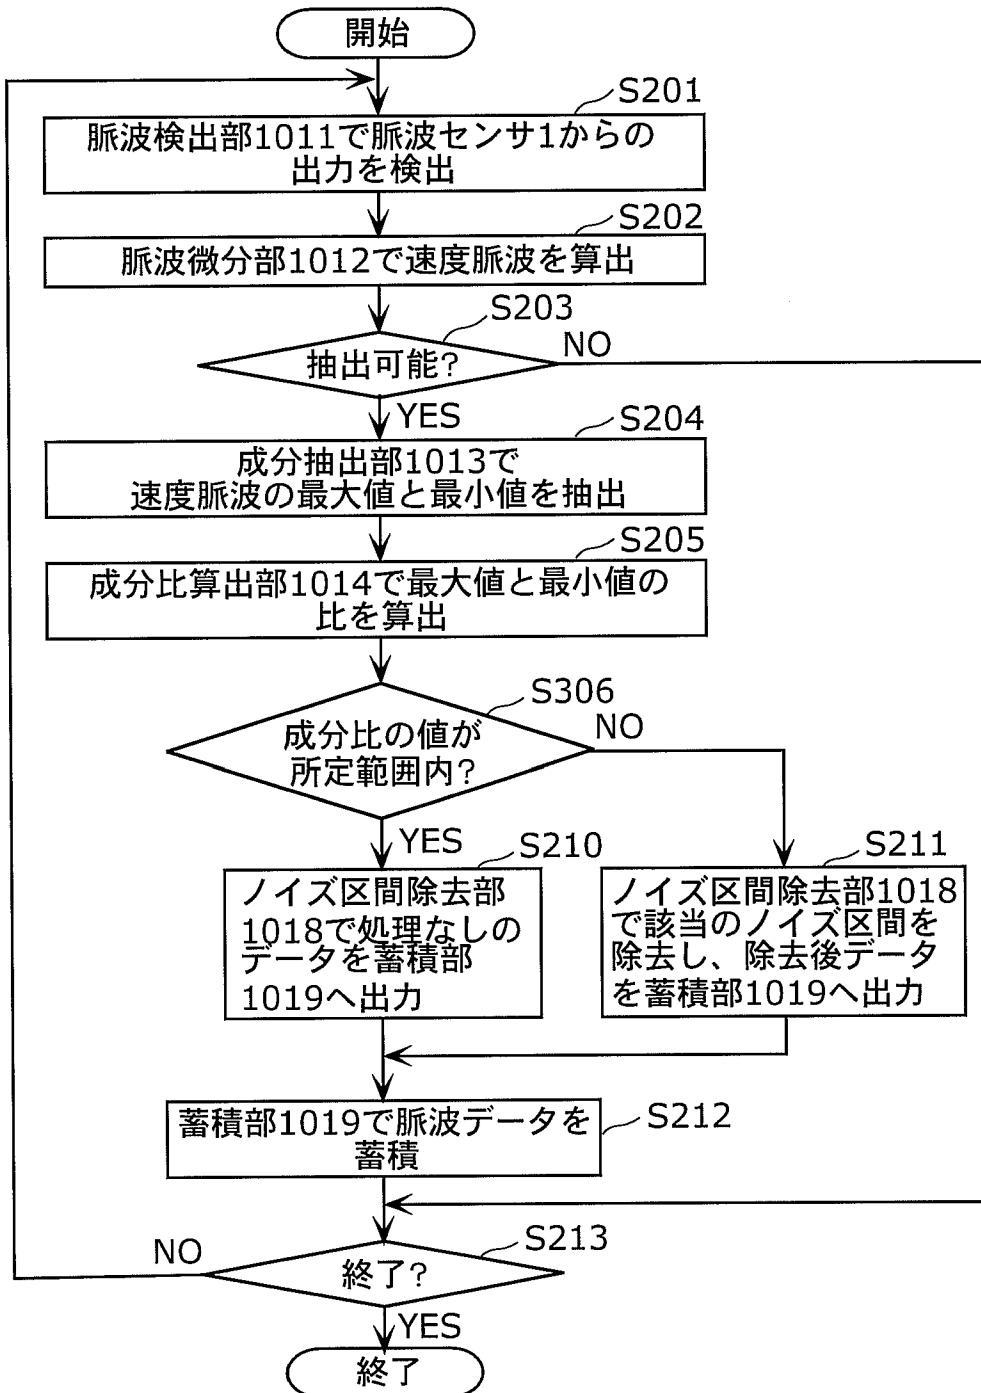 開始
S201
脈波検出部1011で脈波センサ1からの
出力を検出
S202
脈波微分部1012で速度脈波を算出
S203
抽出可能?
NO
YES
S204
成分抽出部1013で
速度脈波の最大値と最小値を抽出
S205
成分比算出部1014で最大値と最小値の
比を算出
S306
成分比の値が
所定範囲内?
NO
YES
S210
ノイズ区間除去部
1018で処理なしの
データを蓄積部
1019へ出力
S211
ノイズ区間除去部1018
で該当のノイズ区間を
除去し、除去後データ
を蓄積部1019へ出力
蓄積部1019で脈波データを
蓄積
S212
S213
終了?
NO
YES
終了